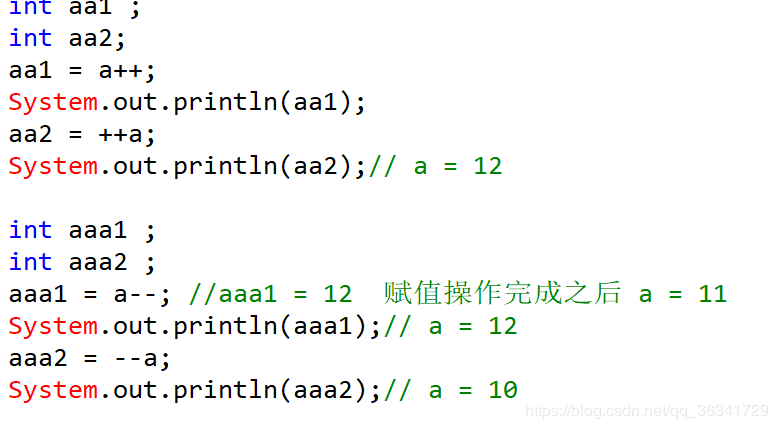 int aa1 ;
int aa2;
aa1 = a++;
System.out.println(aa1);
aa2 = ++a;
System.out.println(aa2);// a = 12
int aaa1 ;
int aaa2 ;
aaa1 = a--; //aaa1 = 12  赋值操作完成之后 a = 11
System.out.println(aaa1);// a = 12
aaa2 = --a;
System.out.println(aaa2);// a = 10
https://blog.csdn.net/qq_36341729